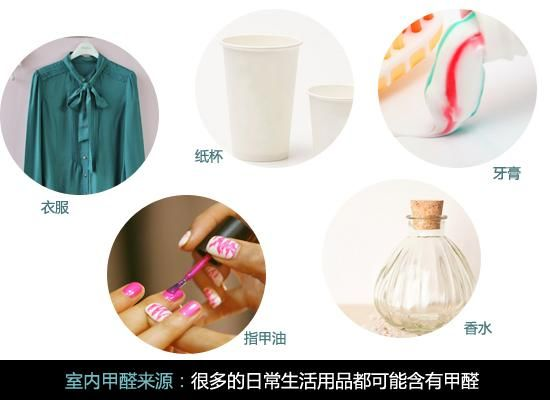 纸杯
牙膏
衣服
指甲油
香水
室内甲醛来源：很多的日常生活用品都可能含有甲醛